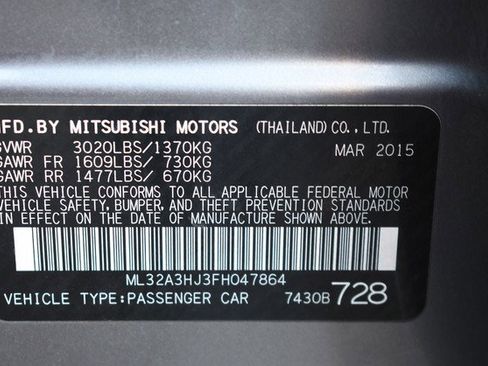 MFD.BY MITSUBISHI MOTORS (THAILAND)CO.,LTD.
GVWR 3020LBS/1370KG MAR 2015
GAWR FR 1609LBS/ 730KG
GAWR RR 1477LBS/ 670KG
THIS VEHICLE CONFORMS TO ALL APPLICABLE FEDERAL MOTOR
VEHICLE SAFETY, BUMPER, AND THEFT PREVENTION STANDARDS
IN EFFECT ON THE DATE OF MANUFACTURE SHOWN ABOVE.
ML32A3HJ3FH047864
VEHICLE TYPE:PASSENGER CAR 7430B 728